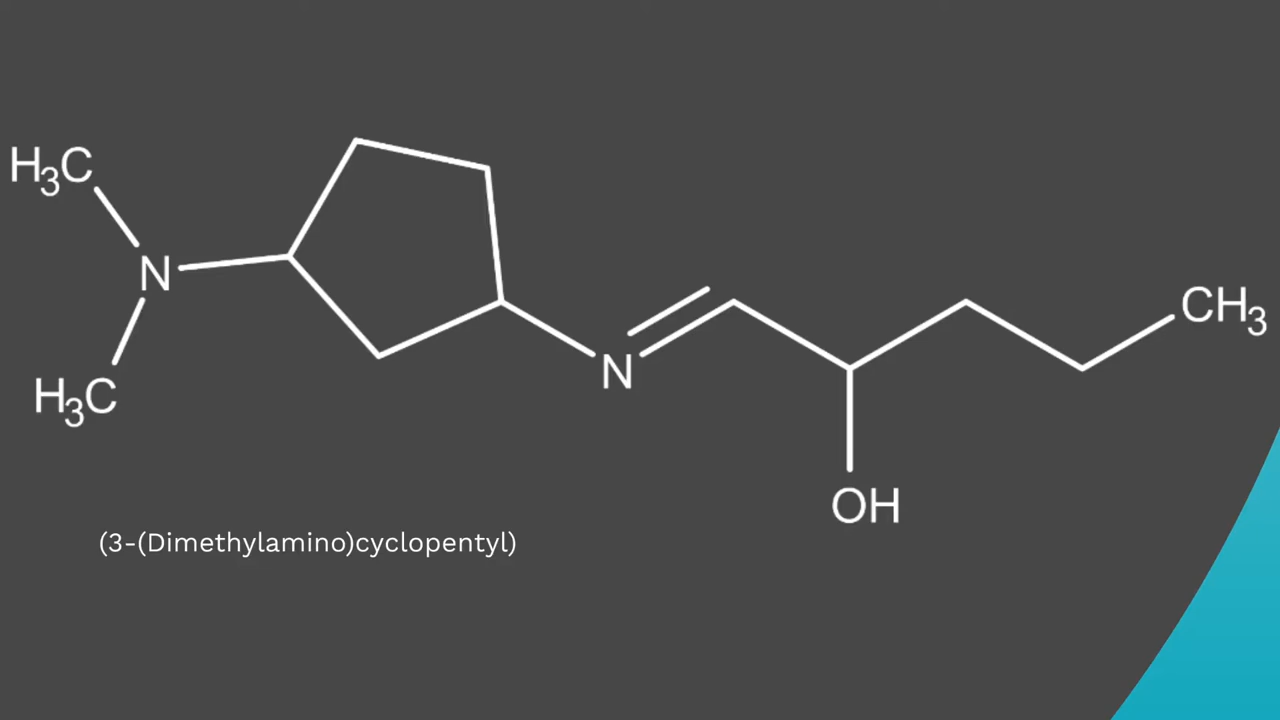 H₃C
N
H₃C
N
OH
CH₃
(3-(Dimethylamino)cyclopentyl)